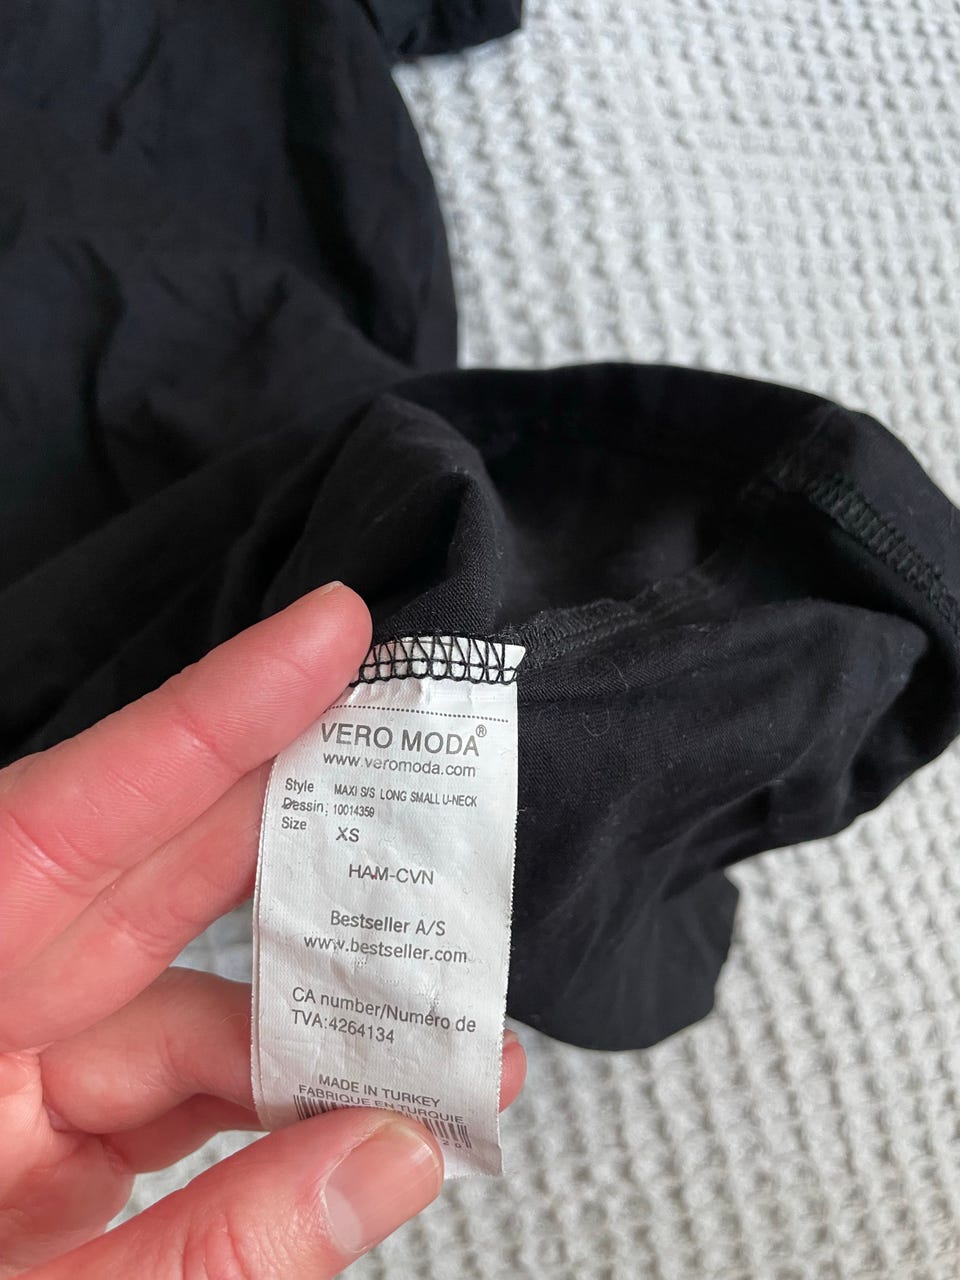 VERO MODA®
www.veromoda.com
Style MAXI S/S LONG SMALL U-NECK
Dessin; 10014359
Size XS
HAM-CVN
Bestseller A/S
www.bestseller.com
CA number/Numéro de
TVA:4264134
MADE IN TURKEY
FABRIQUE EN TURQUIE